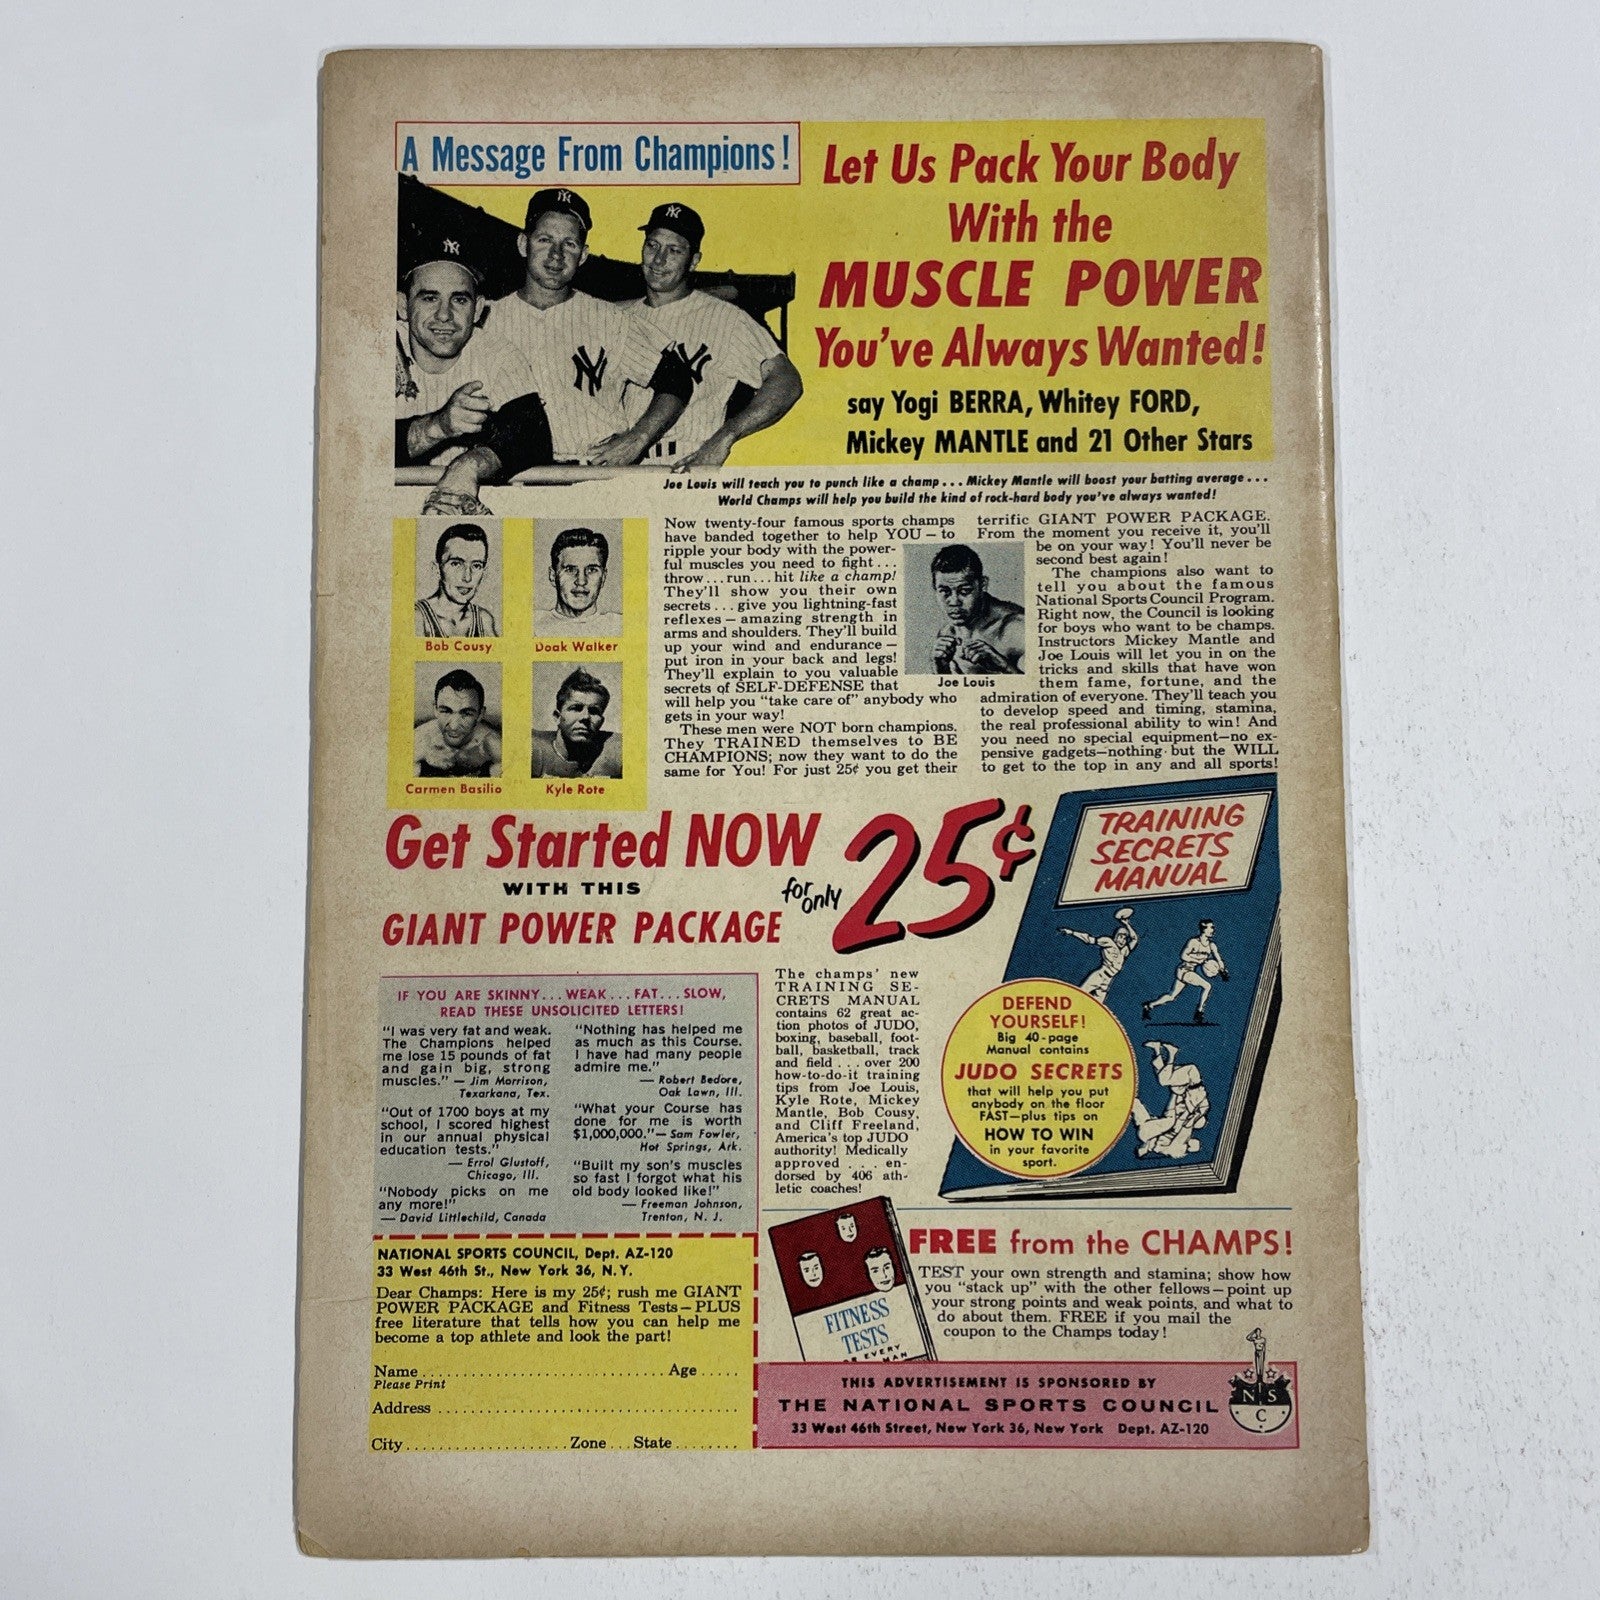 A Message From Champions!
NY
NY
NY
NY
NY
Let Us Pack Your Body
With the
MUSCLE POWER
You've Always Wanted!
say Yogi BERRA, Whitey FORD,
Mickey MANTLE and 21 Other Stars
Joe Louis will teach you to punch like a champ... Mickey Mantle will boost your batting average...
World Champs will help you build the kind of rock-hard body you've always wanted!
Bob Cousy
Doak Walker
Carmen Basilio
Kyle Rote
Now twenty-four famous sports champs
have banded together to help YOU — to
ripple your body with the power-
ful muscles you need to fight...
throw...run...hit like a champ!
They'll show you their own
secrets... give you lightning-fast
reflexes — amazing strength in
arms and shoulders. They'll build
up your wind and endurance —
put iron in your back and legs!
They'll explain to you valuable
secrets of SELF-DEFENSE that
will help you "take care of" anybody who
gets in your way!
These men were NOT born champions.
They TRAINED themselves to BE
CHAMPIONS; now they want to do the
same for You! For just 25¢ you get their
Joe Louis
terrific GIANT POWER PACKAGE.
From the moment you receive it, you'll
be on your way! You'll never be
second best again!
The champions also want to
tell you about the famous
National Sports Council Program.
Right now, the Council is looking
for boys who want to be champs.
Instructors Mickey Mantle and
Joe Louis will let you in on the
tricks and skills that have won
them fame, fortune, and the
admiration of everyone. They'll teach you
to develop speed and timing, stamina,
the real professional ability to win! And
you need no special equipment—no ex-
pensive gadgets—nothing but the WILL
to get to the top in any and all sports!
Get Started NOW
WITH THIS
GIANT POWER PACKAGE
for only
25¢
TRAINING
SECRETS
MANUAL
DEFEND
YOURSELF!
Big 40-page
Manual contains
JUDO SECRETS
that will help you put
anybody on the floor
FAST—plus tips on
HOW TO WIN
in your favorite
sport.
The champs' new
TRAINING SE-
CRETS MANUAL
contains 62 great ac-
tion photos of JUDO,
boxing, baseball, foot-
ball, basketball, track
and field... over 200
how-to-do-it training
tips from Joe Louis,
Kyle Rote, Mickey
Mantle, Bob Cousy,
and Cliff Freeland,
America's top JUDO
authority! Medically
approved... en-
dorsed by 406 ath-
letic coaches!
IF YOU ARE SKINNY...WEAK...FAT...SLOW,
READ THESE UNSOLICITED LETTERS!
"I was very fat and weak.
The Champions helped
me lose 15 pounds of fat
and gain big, strong
muscles." — Jim Morrison,
Texarkana, Tex.
"Out of 1700 boys at my
school, I scored highest
in our annual physical
education tests."
— Errol Glustoff,
Chicago, Ill.
"Nobody picks on me
any more!"
— David Littlechild, Canada
"Nothing has helped me
as much as this Course.
I have had many people
admire me."
— Robert Bedore,
Oak Lawn, Ill.
"What your Course has
done for me is worth
$1,000,000."— Sam Fowler,
Hot Springs, Ark.
"Built my son's muscles
so fast I forgot what his
old body looked like!"
— Freeman Johnson,
Trenton, N. J.
NATIONAL SPORTS COUNCIL, Dept. AZ-120
33 West 46th St., New York 36, N.Y.
Dear Champs: Here is my 25¢; rush me GIANT
POWER PACKAGE and Fitness Tests—PLUS
free literature that tells how you can help me
become a top athlete and look the part!
Name.............................Age.....
Please Print
Address.....................................
City....................Zone...State........
FITNESS
TESTS
EVERY
MAN
FREE from the CHAMPS!
TEST your own strength and stamina; show how
you "stack up" with the other fellows—point up
your strong points and weak points, and what to
do about them. FREE if you mail the
coupon to the Champs today!
THIS ADVERTISEMENT IS SPONSORED BY
THE NATIONAL SPORTS COUNCIL
33 West 46th Street, New York 36, New York Dept. AZ-120
N S
C